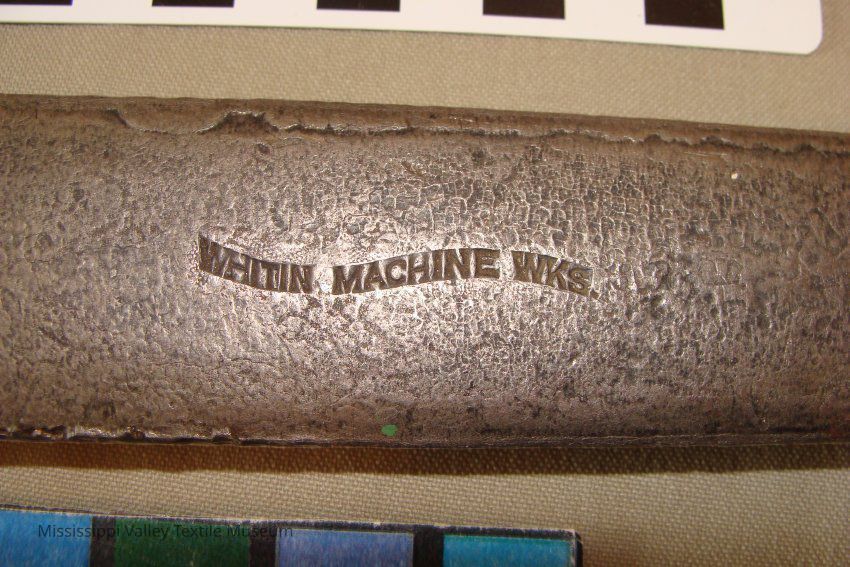 WHITIN MACHINE WKS.
Mississippi Valley Textile Museum